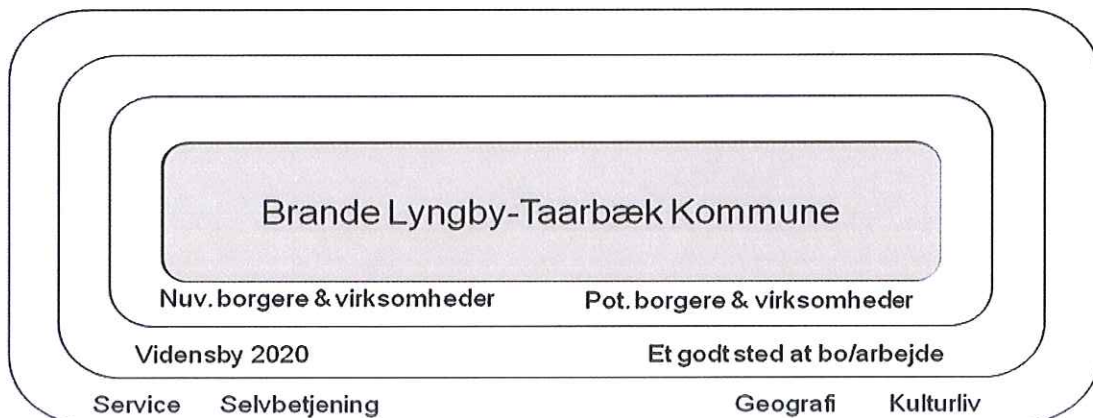 Brande Lyngby-Taarbæk Kommune
Nuv. borgere & virksomheder Pot. borgere & virksomheder
Vidensby 2020 Et godt sted at bo/arbejde
Service Selvbetjening Geografi Kulturliv